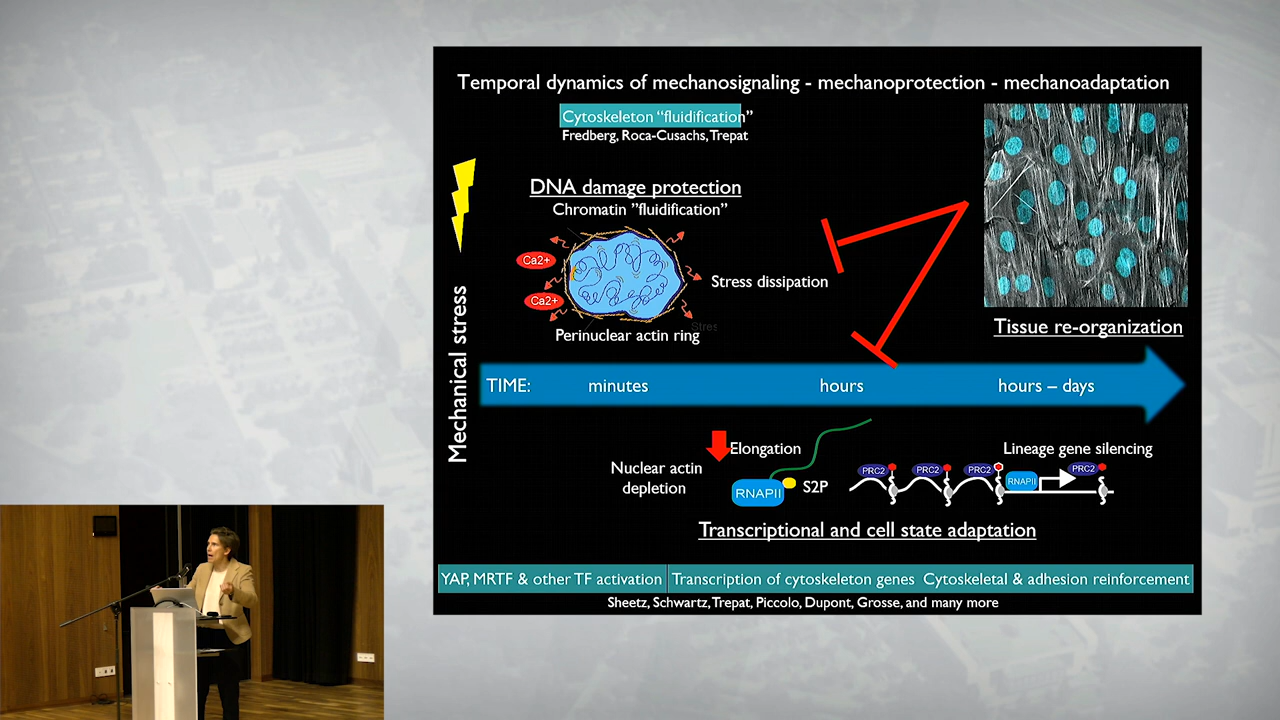 Temporal dynamics of mechanosignaling - mechanoprotection - mechanoadaptation
Cytoskeleton “fluidification”
Fredberg, Roca-Cusachs, Trepat
DNA damage protection
Chromatin ”fluidification”
Ca2+
Ca2+
Stress dissipation
Stres
Perinuclear actin ring
Tissue re-organization
Mechanical stress
TIME:
minutes
hours
hours – days
Elongation
Nuclear actin
depletion
RNAPII
S2P
Lineage gene silencing
PRC2
PRC2
PRC2
RNAPII
PRC2
Transcriptional and cell state adaptation
YAP, MRTF & other TF activation
Transcription of cytoskeleton genes
Cytoskeletal & adhesion reinforcement
Sheetz, Schwartz, Trepat, Piccolo, Dupont, Grosse, and many more